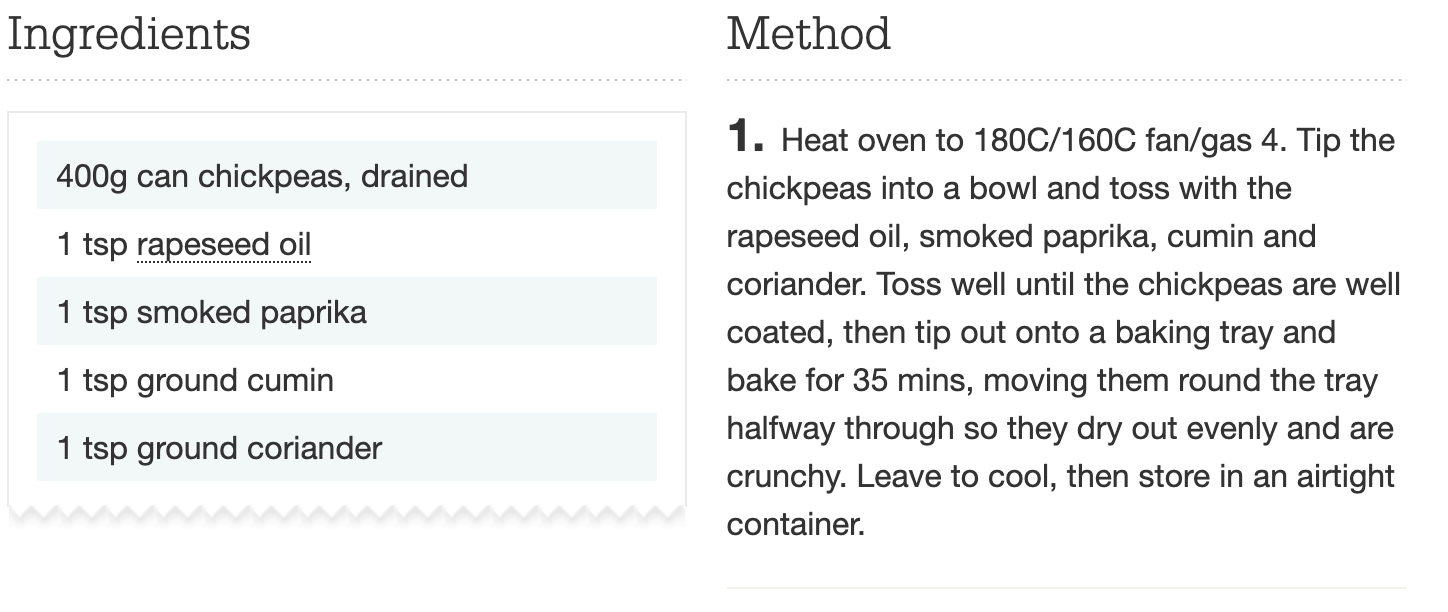 Ingredients
400g can chickpeas, drained
1 tsp rapeseed oil
1 tsp smoked paprika
1 tsp ground cumin
1 tsp ground coriander
Method
1. Heat oven to 180C/160C fan/gas 4. Tip the
chickpeas into a bowl and toss with the
rapeseed oil, smoked paprika, cumin and
coriander. Toss well until the chickpeas are well
coated, then tip out onto a baking tray and
bake for 35 mins, moving them round the tray
halfway through so they dry out evenly and are
crunchy. Leave to cool, then store in an airtight
container.